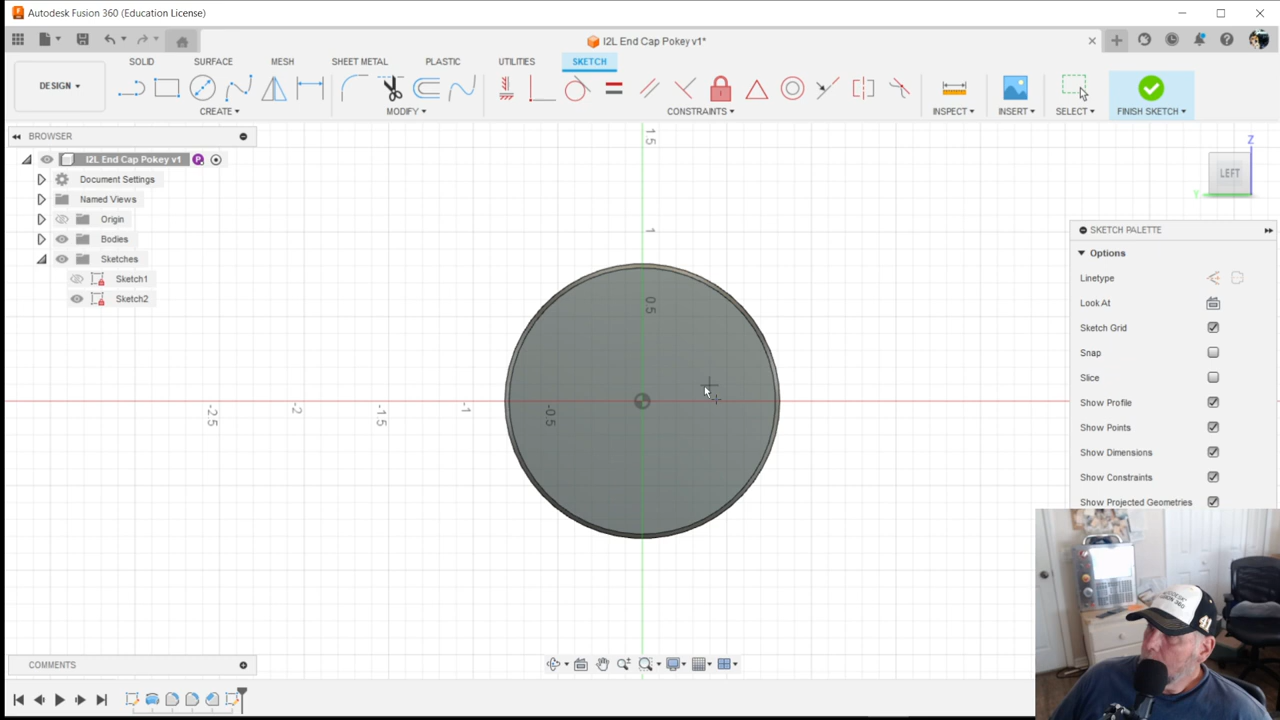 Autodesk Fusion 360 (Education License)
I2L End Cap Pokey v1*
SOLID SURFACE MESH SHEET METAL PLASTIC UTILITIES SKETCH
DESIGN
CREATE MODIFY CONSTRAINTS INSPECT INSERT SELECT FINISH SKETCH
BROWSER
I2L End Cap Pokey v1
P
Document Settings
Named Views
Origin
Bodies
Sketches
Sketch1
Sketch2
1.5
1
0.5
-2.5
-2
-1.5
-1
-0.5
Z
LEFT
Y
SKETCH PALETTE
Options
Linetype
Look At
Sketch Grid
Snap
Slice
Show Profile
Show Points
Show Dimensions
Show Constraints
Show Projected Geometries
COMMENTS
AUTODESK
FUSION 360
41